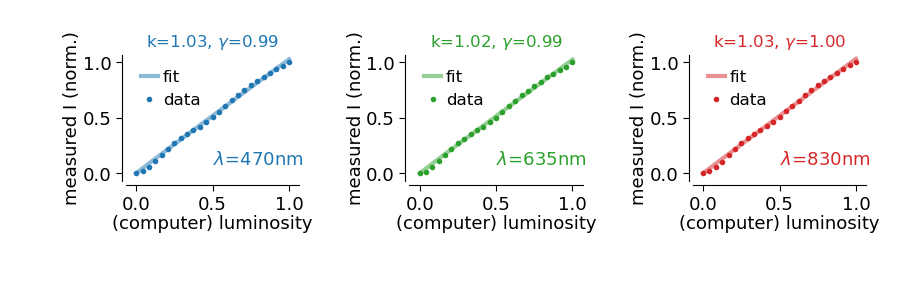 k=1.03, γ=0.99
measured I (norm.)
1.0
0.5
0.0
fit
data
λ=470nm
0.0 0.5 1.0
(computer) luminosity
k=1.02, γ=0.99
measured I (norm.)
1.0
0.5
0.0
fit
data
λ=635nm
0.0 0.5 1.0
(computer) luminosity
k=1.03, γ=1.00
measured I (norm.)
1.0
0.5
0.0
fit
data
λ=830nm
0.0 0.5 1.0
(computer) luminosity